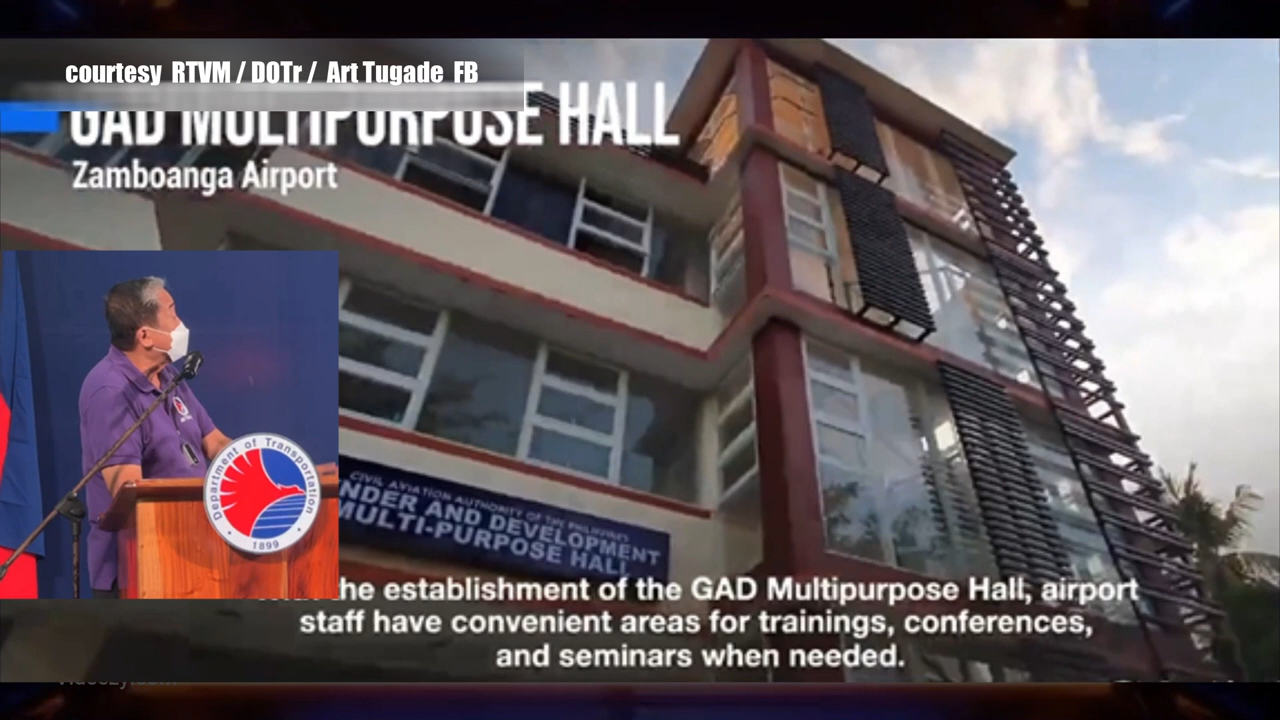 courtesy RTVM / DOTr / Art Tugade FB
GAD MULTIPURPOSE HALL
Zamboanga Airport
Department of Transportation
1899
CIVIL AVIATION AUTHORITY OF THE PHILIPPINES
NDER AND DEVELOPMENT
MULTI-PURPOSE HALL
the establishment of the GAD Multipurpose Hall, airport
staff have convenient areas for trainings, conferences,
and seminars when needed.